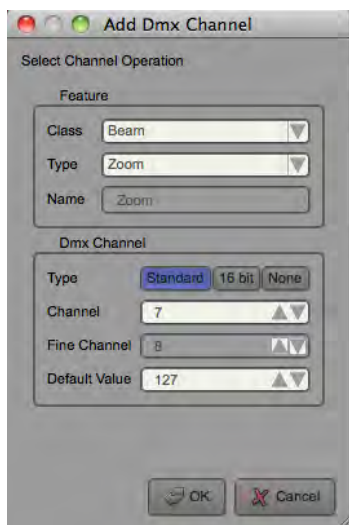 Add Dmx Channel
Select Channel Operation
Feature
Class Beam
Type Zoom
Name Zoom
Dmx Channel
Type Standard 16 bit None
Channel 7
Fine Channel 8
Default Value 127
OK Cancel